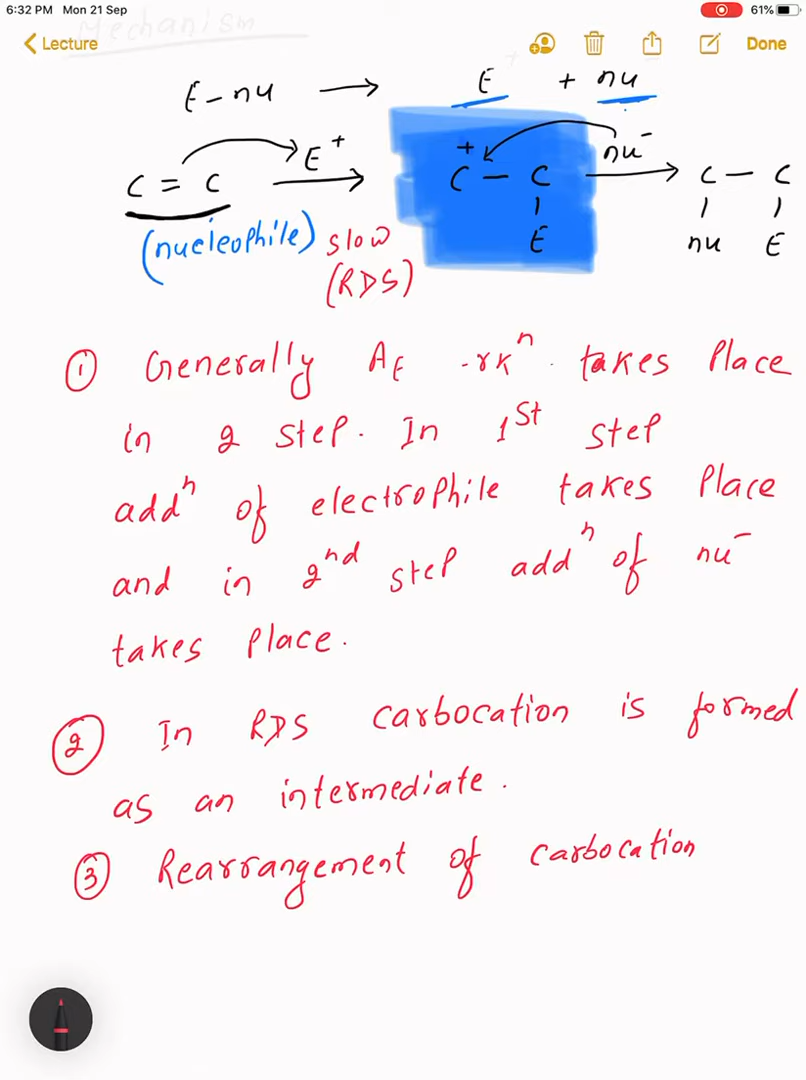 6:32 PM Mon 21 Sep
61%
Lecture
Done
Mechanism
E - nu ⟶ E⁺ + nu
C = C ⟶ E⁺ C⁺ - C ⟶ nu⁻ C - C
E nu E
(nucleophile) slow
(RDS)
① Generally AE -rxⁿ. takes place
in 2 step. In 1st step
addⁿ of electrophile takes place
and in 2nd step addⁿ of nu⁻
takes place.
② In RDS carbocation is formed
as an intermediate.
③ Rearrangement of carbocation